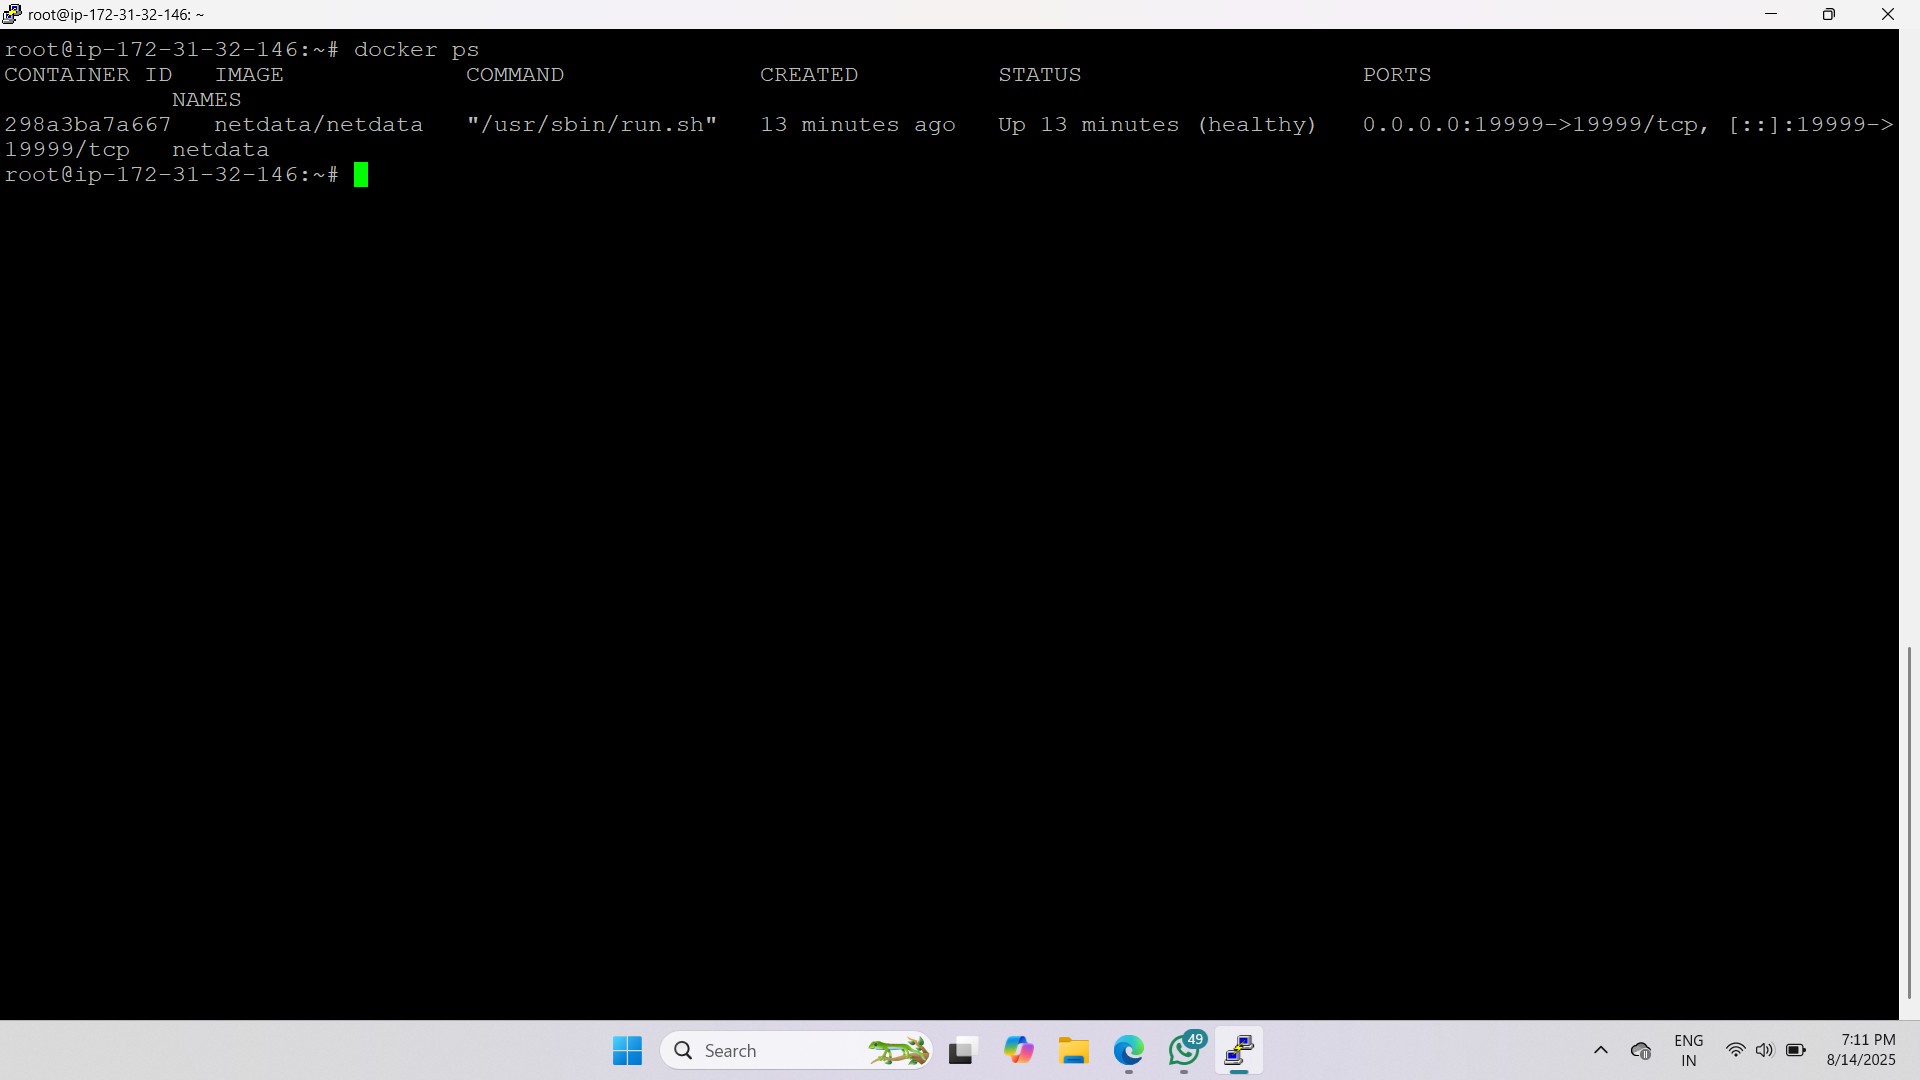 root@ip-172-31-32-146: ~
root@ip-172-31-32-146:~# docker ps
CONTAINER ID   IMAGE             COMMAND              CREATED          STATUS                    PORTS
            NAMES
298a3ba7a667   netdata/netdata   "/usr/sbin/run.sh"   13 minutes ago   Up 13 minutes (healthy)   0.0.0.0:19999->19999/tcp, [::]:19999->
19999/tcp   netdata
root@ip-172-31-32-146:~#
Search
49
ENG
IN
7:11 PM
8/14/2025